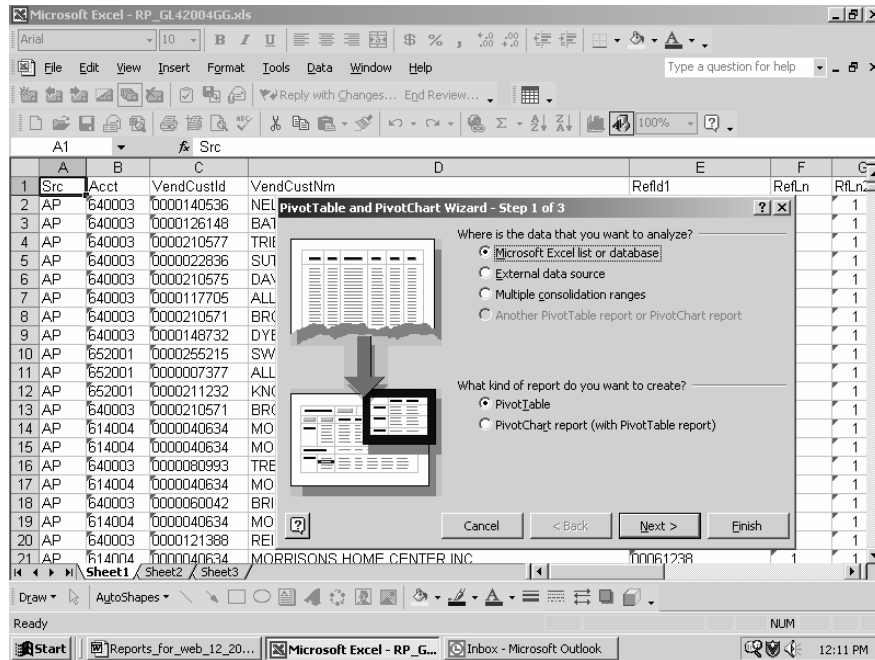 Microsoft Excel - RP_GL42004GG.xls
Arial 10 B I U $ % ,
File Edit View Insert Format Tools Data Window Help Type a question for help
Reply with Changes... End Review...
100%
A1 fx Src
A B C D E F G
1 Src Acct VendCustId VendCustNm RefId1 RefLn RfLn2
2 AP 640003 0000140536 NEL 1
3 AP 640003 0000126148 BAT 1
4 AP 640003 0000210577 TRIE 1
5 AP 640003 0000022836 SUT 1
6 AP 640003 0000210575 DAV 1
7 AP 640003 0000117705 ALL 1
8 AP 640003 0000210571 BRO 1
9 AP 640003 0000148732 DYE 1
10 AP 652001 0000255215 SW 1
11 AP 652001 0000007377 ALL 1
12 AP 652001 0000211232 KNO 1
13 AP 640003 0000210571 BRO 1
14 AP 614004 0000040634 MO 1
15 AP 614004 0000040634 MO 1
16 AP 640003 0000080993 TRE 1
17 AP 614004 0000040634 MO 1
18 AP 640003 0000060042 BRI 1
19 AP 614004 0000040634 MO 1
20 AP 640003 0000121388 REI 1
21 AP 614004 0000040634 MORRISONS HOME CENTER INC 00061238 1 1
PivotTable and PivotChart Wizard - Step 1 of 3
Where is the data that you want to analyze?
Microsoft Excel list or database
External data source
Multiple consolidation ranges
Another PivotTable report or PivotChart report
What kind of report do you want to create?
PivotTable
PivotChart report (with PivotTable report)
Cancel < Back Next > Finish
Sheet1 Sheet2 Sheet3
Draw AutoShapes
Ready NUM
Start Reports_for_web_12_20... Microsoft Excel - RP_G... Inbox - Microsoft Outlook 12:11 PM